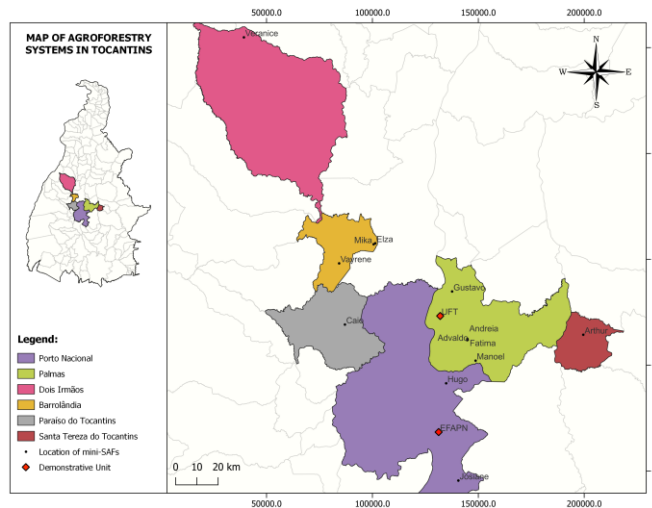 MAP OF AGROFORESTRY
SYSTEMS IN TOCANTINS
50000.0
100000.0
150000.0
200000.0
N
W
E
S
Veranice
Mika
Elza
Vayrene
Gustavo
Caie
UFT
Andreia
Arthur
Advaldo
Fatima
Manoel
Hugo
EFAPN
Josiane
Legend:
Porto Nacional
Palmas
Dois Irmãos
Barrolândia
Paraíso do Tocantins
Santa Tereza do Tocantins
Location of mini-SAFs
Demonstrative Unit
0 10 20 km
50000.0
100000.0
150000.0
200000.0